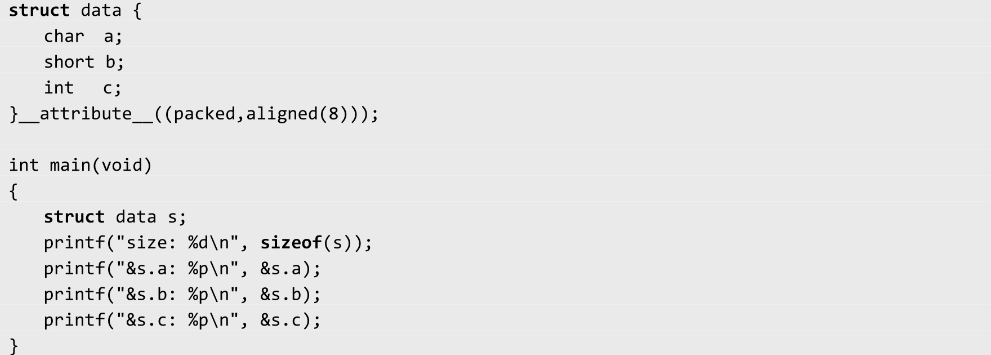 struct data {
    char  a;
    short b;
    int   c;
}__attribute__((packed,aligned(8)));

int main(void)
{
    struct data s;
    printf("size: %d\n", sizeof(s));
    printf("&s.a: %p\n", &s.a);
    printf("&s.b: %p\n", &s.b);
    printf("&s.c: %p\n", &s.c);
}